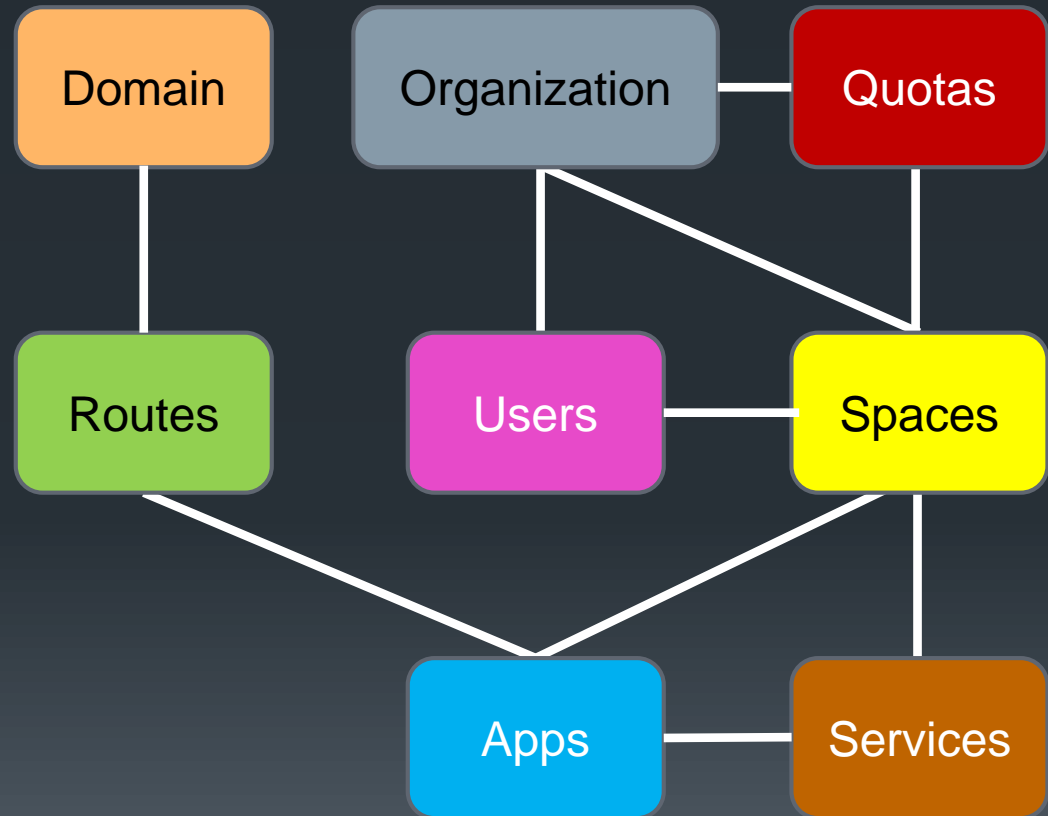 Domain
Organization
Quotas
Routes
Users
Spaces
Apps
Services